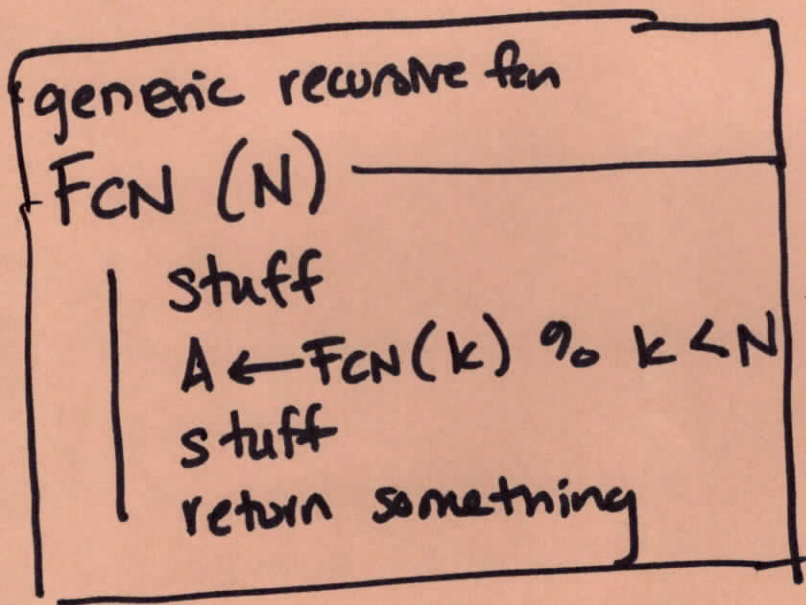 generic recursive fcn
FCN (N)
stuff
A ← FCN(k) % k < N
stuff
return something